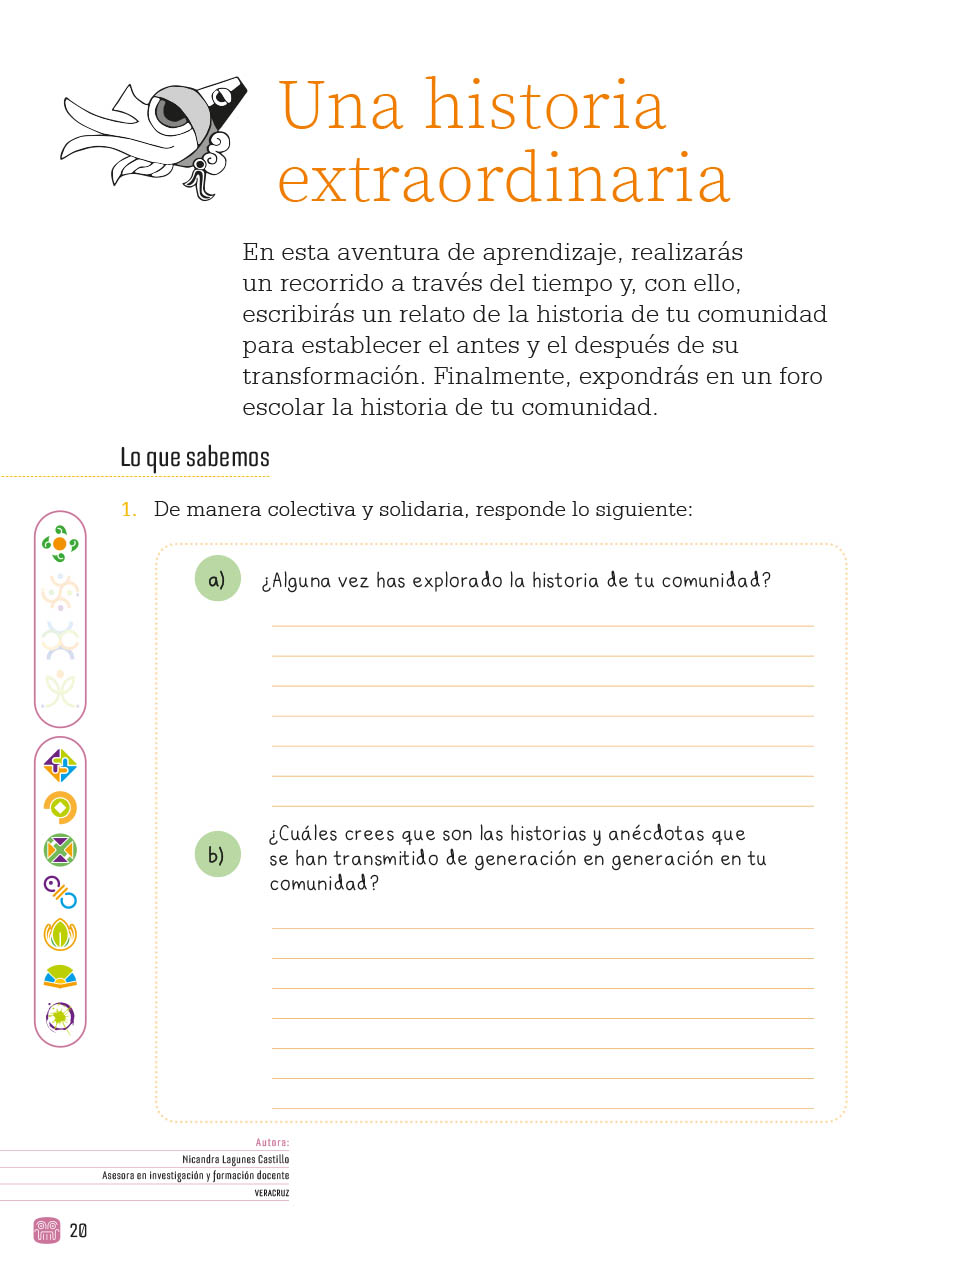 Una historia
extraordinaria
En esta aventura de aprendizaje, realizarás
un recorrido a través del tiempo y, con ello,
escribirás un relato de la historia de tu comunidad
para establecer el antes y el después de su
transformación. Finalmente, expondrás en un foro
escolar la historia de tu comunidad.
Lo que sabemos
1. De manera colectiva y solidaria, responde lo siguiente:
a) ¿Alguna vez has explorado la historia de tu comunidad?
b) ¿Cuáles crees que son las historias y anécdotas que
se han transmitido de generación en generación en tu
comunidad?
Autora:
Nicandra Lagunes Castillo
Asesora en investigación y formación docente
VERACRUZ
20